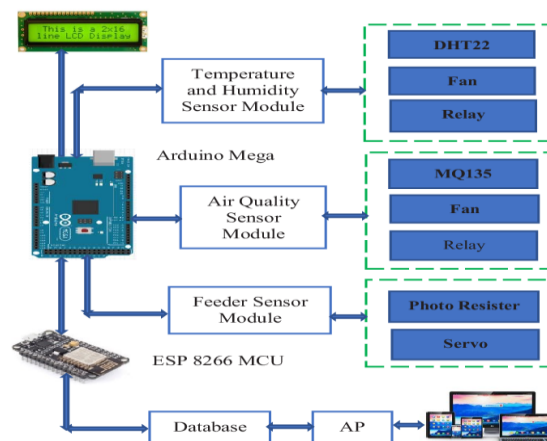 This is a 2x16
line LCD Display
Temperature
and Humidity
Sensor Module
DHT22
Fan
Relay
Arduino Mega
Air Quality
Sensor
Module
MQ135
Fan
Relay
Feeder Sensor
Module
Photo Resister
Servo
ESP 8266 MCU
Database
AP